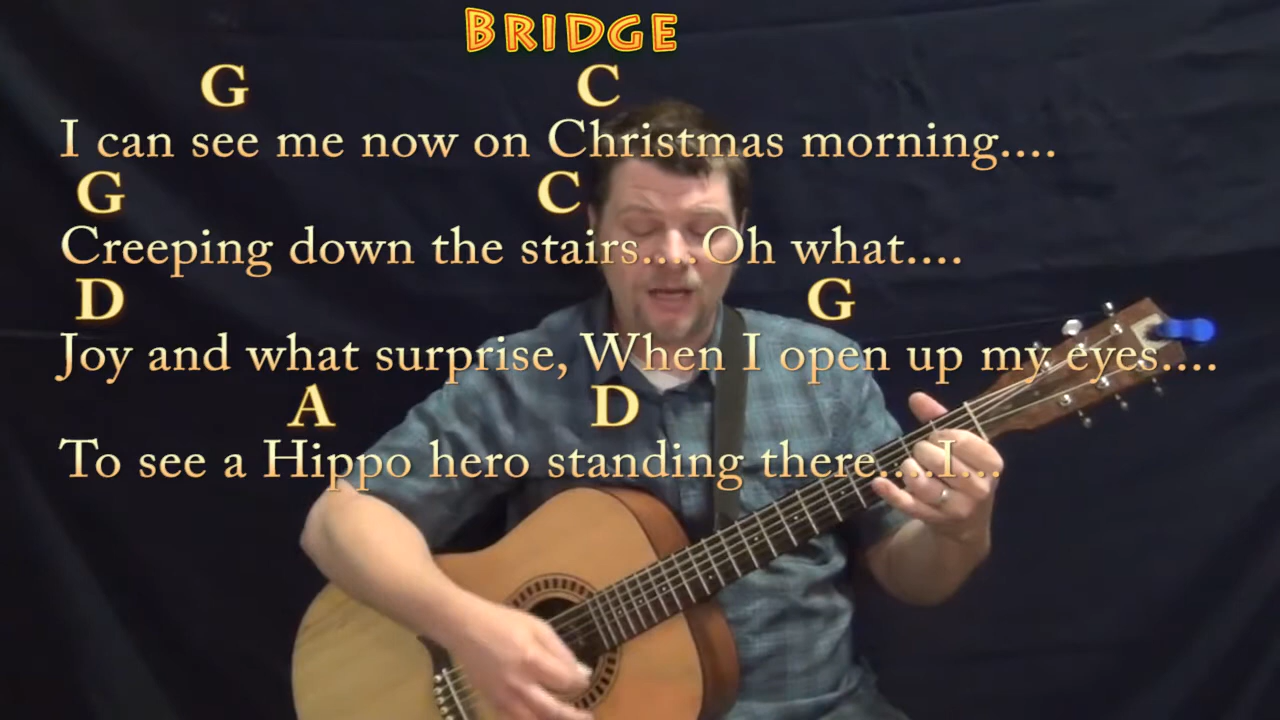 BRIDGE
G C
I can see me now on Christmas morning....
G C
Creeping down the stairs....Oh what....
D G
Joy and what surprise, When I open up my eyes....
A D
To see a Hippo hero standing there....I...